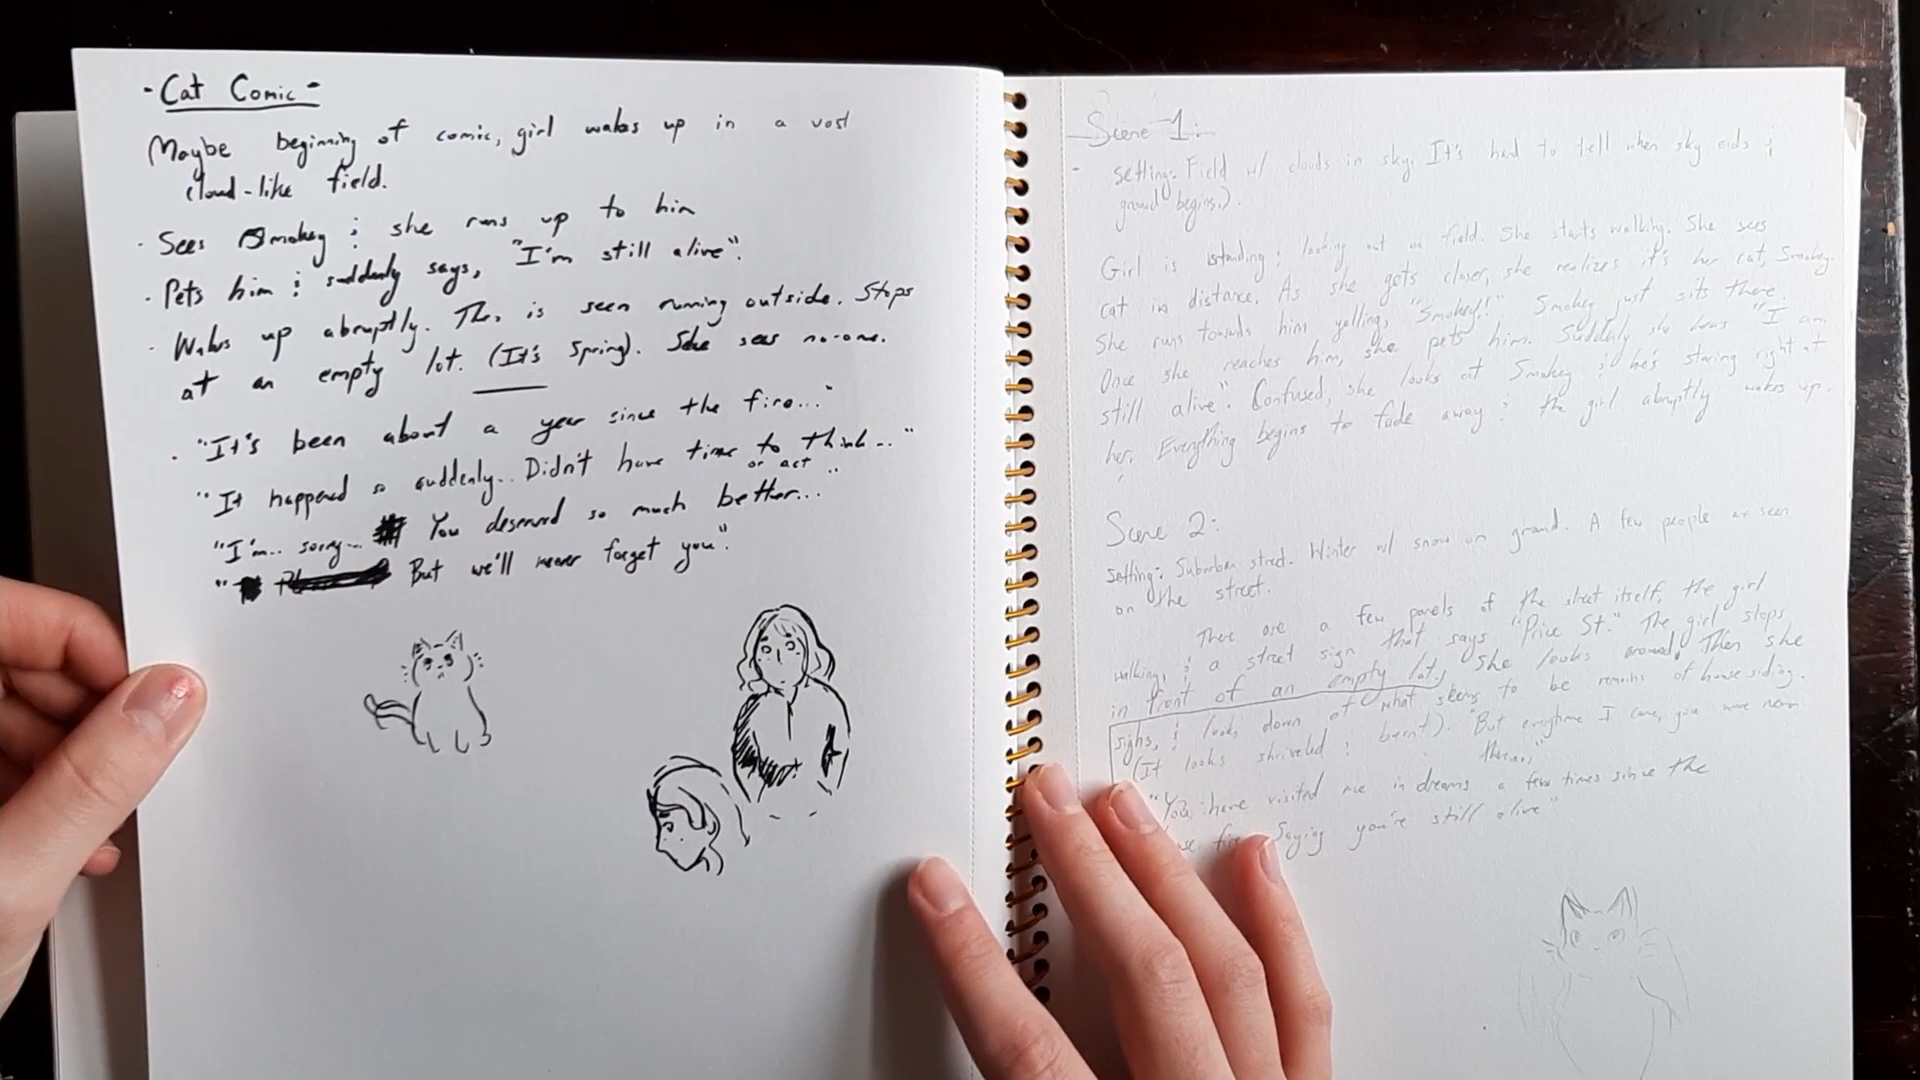 - Cat Comic -
Maybe beginning of comic, girl wakes up in a vast
cloud-like field.
· Sees Smokey & she runs up to him
· Pets him & suddenly says, "I'm still alive".
· Wakes up abruptly. Then is seen running outside. Stops
at an empty lot. (It's Spring). She sees no-one.
· "It's been about a year since the fire..."
"It happened so suddenly... Didn't have time to think..."
or act
"I'm... sorry... You deserved so much better..."
" But we'll never forget you".
Scene 1:
- setting: Field w/ clouds in sky. It's hard to tell when sky ends &
ground begins.).
Girl is standing & looking out on field. She starts walking. She sees
cat in distance. As she gets closer, she realizes it's her cat, Smokey.
She runs towards him yelling, "Smokey!" Smokey just sits there.
Once she reaches him, she pets him. Suddenly she hears "I am
still alive". Confused, she looks at Smokey & he's staring right at
her. Everything begins to fade away & the girl abruptly wakes up.
Scene 2:
setting: Suburban street. Winter w/ snow on ground. A few people are seen
on the street.
There are a few panels of the street itself, the girl
walking, & a street sign that says "Price St." The girl stops
in front of an empty lot. She looks around, Then she
sighs, & looks down at what seems to be remains of house siding.
(It looks shriveled & burnt). "But everytime I came, you were never
there..."
"You have visited me in dreams a few times since the
fire. Saying you're still alive"